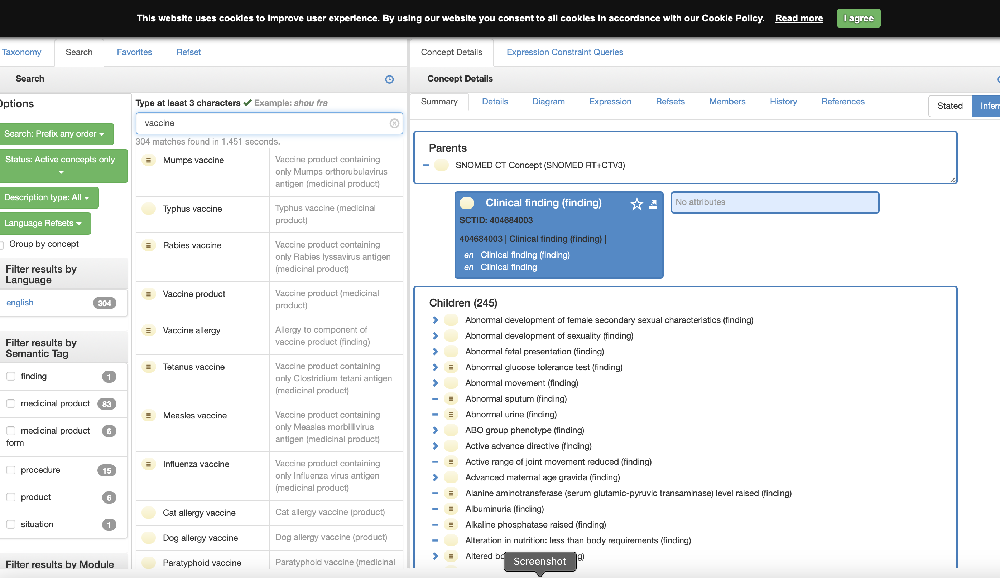 This website uses cookies to improve user experience. By using our website you consent to all cookies in accordance with our Cookie Policy. Read more I agree
Taxonomy Search Favorites Refset
Search
Options
Search: Prefix any order
Status: Active concepts only
Description type: All
Language Refsets
Group by concept
Filter results by
Language
english 304
Filter results by
Semantic Tag
finding 1
medicinal product 83
medicinal product 6
form
procedure 15
product 6
situation 1
Filter results by Module
Type at least 3 characters Example: shou fra
vaccine
304 matches found in 1.451 seconds.
Mumps vaccine
Vaccine product containing
only Mumps orthorubulavirus
antigen (medicinal product)
Typhus vaccine
Typhus vaccine (medicinal
product)
Rabies vaccine
Vaccine product containing
only Rabies lyssavirus antigen
(medicinal product)
Vaccine product
Vaccine product (medicinal
product)
Vaccine allergy
Allergy to component of
vaccine product (finding)
Tetanus vaccine
Vaccine product containing
only Clostridium tetani antigen
(medicinal product)
Measles vaccine
Vaccine product containing
only Measles morbillivirus
antigen (medicinal product)
Influenza vaccine
Vaccine product containing
only Influenza virus antigen
(medicinal product)
Cat allergy vaccine
Cat allergy vaccine (product)
Dog allergy vaccine
Dog allergy vaccine (product)
Paratyphoid vaccine
Paratyphoid vaccine (medicinal
Concept Details Expression Constraint Queries
Concept Details
Summary Details Diagram Expression Refsets Members History References Stated
Parents
SNOMED CT Concept (SNOMED RT+CTV3)
Clinical finding (finding)
SCTID: 404684003
404684003 | Clinical finding (finding) |
en Clinical finding (finding)
en Clinical finding
No attributes
Children (245)
Abnormal development of female secondary sexual characteristics (finding)
Abnormal development of sexuality (finding)
Abnormal fetal presentation (finding)
Abnormal glucose tolerance test (finding)
Abnormal movement (finding)
Abnormal sputum (finding)
Abnormal urine (finding)
ABO group phenotype (finding)
Active advance directive (finding)
Active range of joint movement reduced (finding)
Advanced maternal age gravida (finding)
Alanine aminotransferase (serum glutamic-pyruvic transaminase) level raised (finding)
Albuminuria (finding)
Alkaline phosphatase raised (finding)
Alteration in nutrition: less than body requirements (finding)
Altered
Screenshot